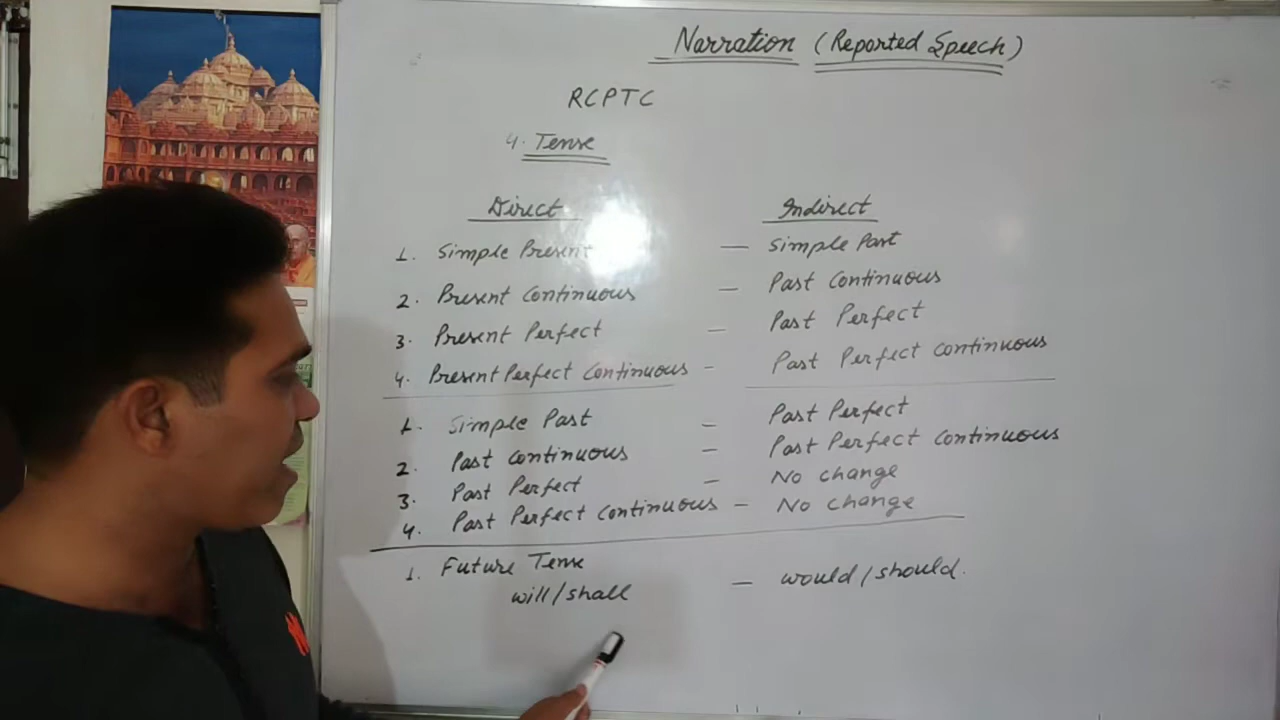 Narration (Reported Speech)
RCPTC
4. Tense
Direct Indirect
1. Simple Present — Simple Past
2. Present Continuous — Past Continuous
3. Present Perfect — Past Perfect
4. Present Perfect Continuous — Past Perfect Continuous
1. Simple Past — Past Perfect
2. Past Continuous — Past Perfect Continuous
3. Past Perfect — No change
4. Past Perfect Continuous — No change
1. Future Tense
will/shall — would/should.